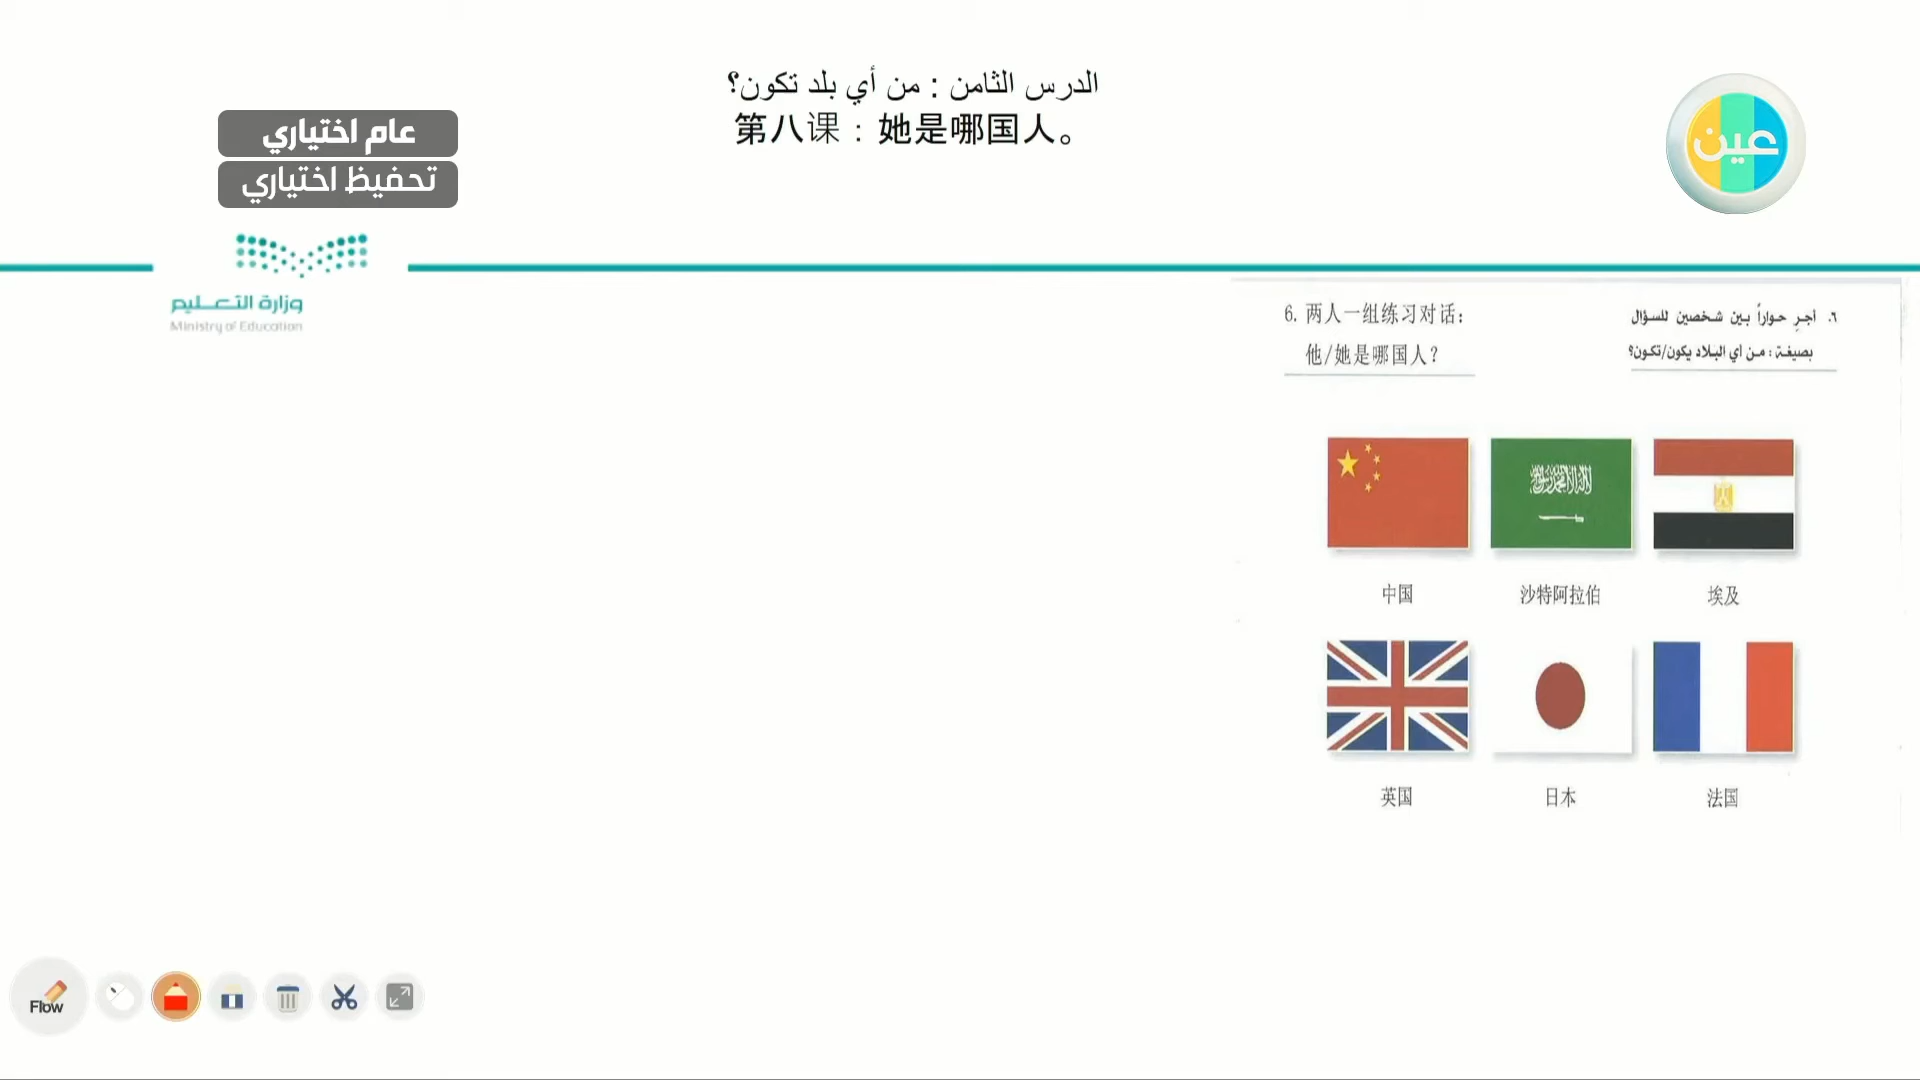 الدرس الثامن : من أي بلد تكون؟
第八课：她是哪国人。
عام اختياري
تحفيظ اختياري
عين
وزارة التعليم
Ministry of Education
6. 两人一组练习对话：
他/她是哪国人？
٦. أجرِ حواراً بين شخصين للسؤال
بصيغة : من أي البلاد يكون/تكون؟
中国
沙特阿拉伯
埃及
英国
日本
法国
Flow